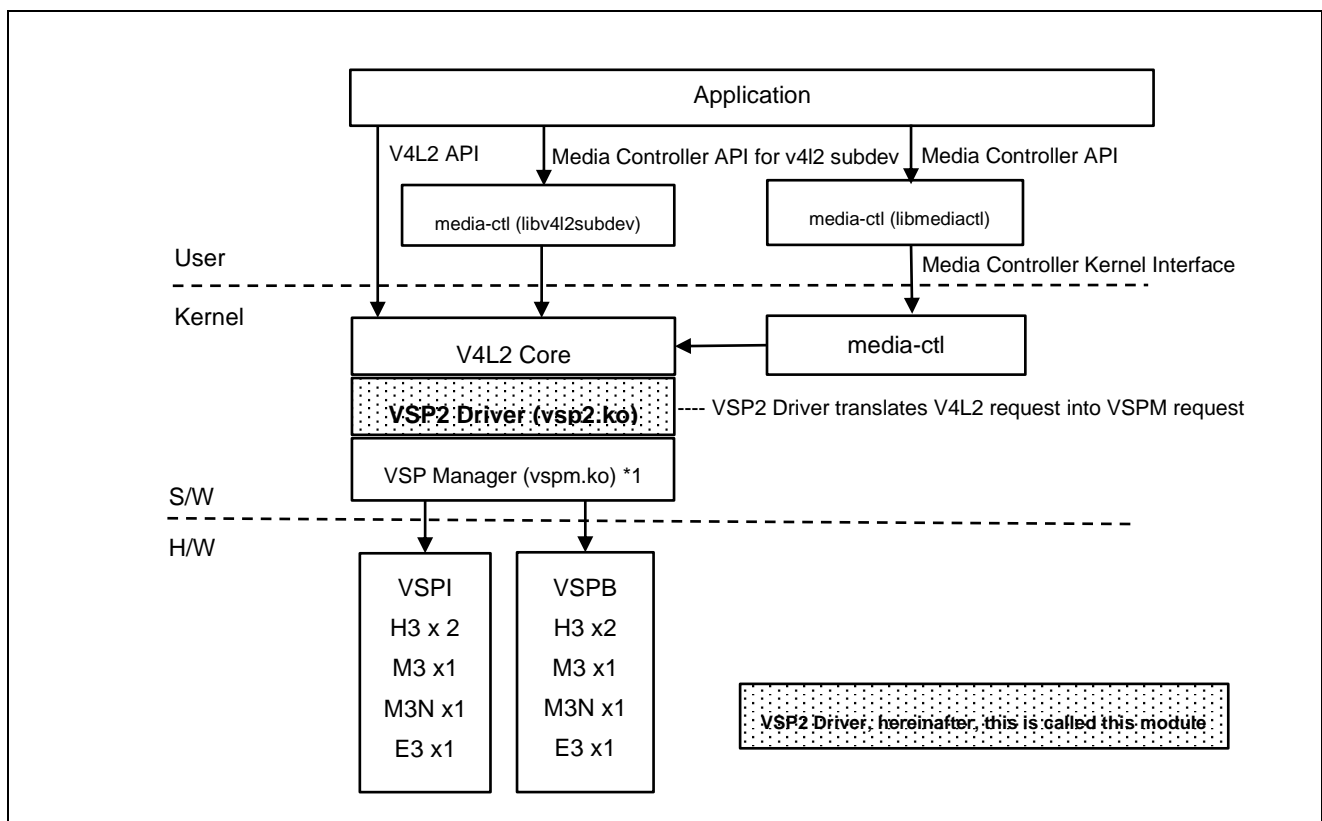 Application
V4L2 API
Media Controller API for v4l2 subdev
Media Controller API
media-ctl (libv4l2subdev)
media-ctl (libmediactl)
User
Media Controller Kernel Interface
Kernel
V4L2 Core
media-ctl
VSP2 Driver (vsp2.ko)
---- VSP2 Driver translates V4L2 request into VSPM request
VSP Manager (vspm.ko) *1
S/W
H/W
VSPI
H3 x 2
M3 x1
M3N x1
E3 x1
VSPB
H3 x2
M3 x1
M3N x1
E3 x1
VSP2 Driver, hereinafter, this is called this module